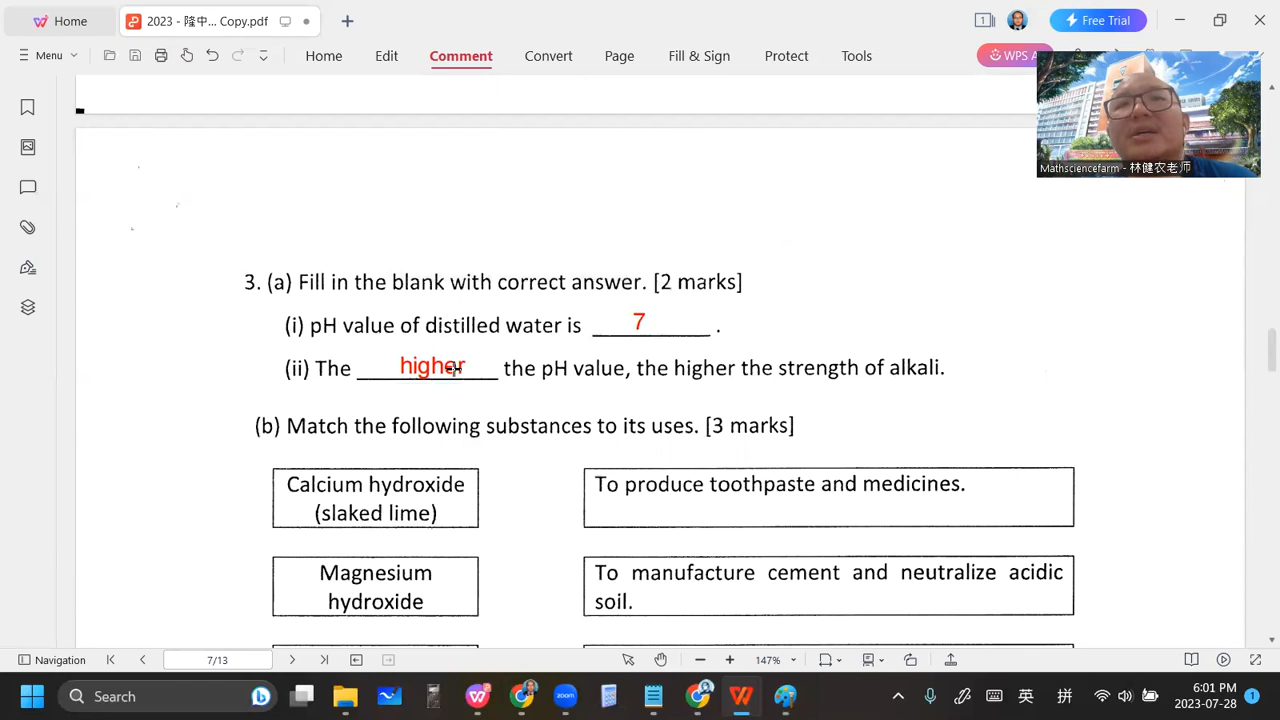 Home
2023 - 隆中... Copy.pdf
1
Free Trial
Menu
Home
Edit
Comment
Convert
Page
Fill & Sign
Protect
Tools
WPS A
Mathsciencefarm - 林健农老师
3. (a) Fill in the blank with correct answer. [2 marks]
(i) pH value of distilled water is 7 .
(ii) The higher the pH value, the higher the strength of alkali.
(b) Match the following substances to its uses. [3 marks]
Calcium hydroxide
(slaked lime)
To produce toothpaste and medicines.
Magnesium
hydroxide
To manufacture cement and neutralize acidic
soil.
Navigation
7/13
147%
Search
zoom
英
拼
6:01 PM
2023-07-28
1